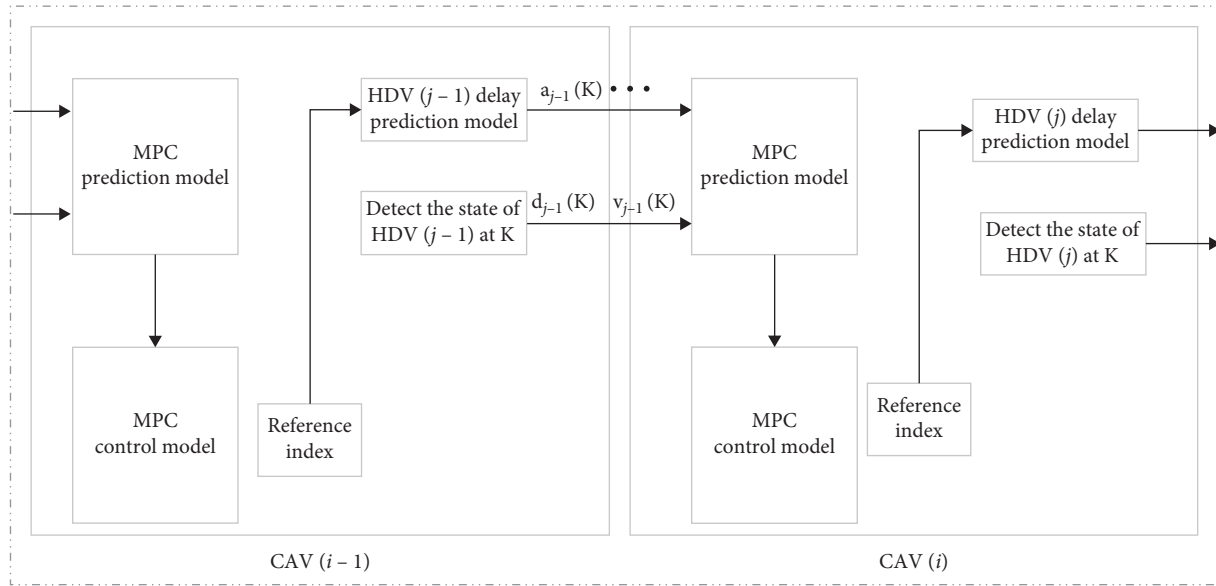 MPC
prediction model
MPC
control model
Reference
index
HDV (j – 1) delay
prediction model
Detect the state of
HDV (j – 1) at K
a_{j–1} (K) • • •
d_{j–1} (K) v_{j–1} (K)
CAV (i – 1)
MPC
prediction model
MPC
control model
Reference
index
HDV (j) delay
prediction model
Detect the state of
HDV (j) at K
CAV (i)